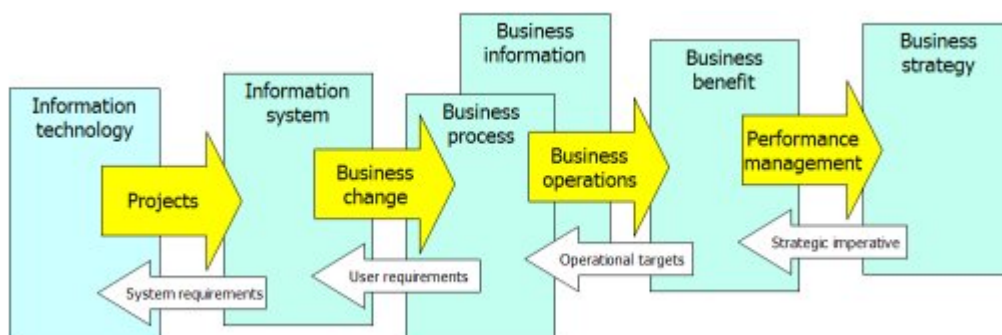 Information
technology
Information
system
Business
information
Business
process
Business
benefit
Business
strategy
Projects
Business
change
Business
operations
Performance
management
System requirements
User requirements
Operational targets
Strategic imperative